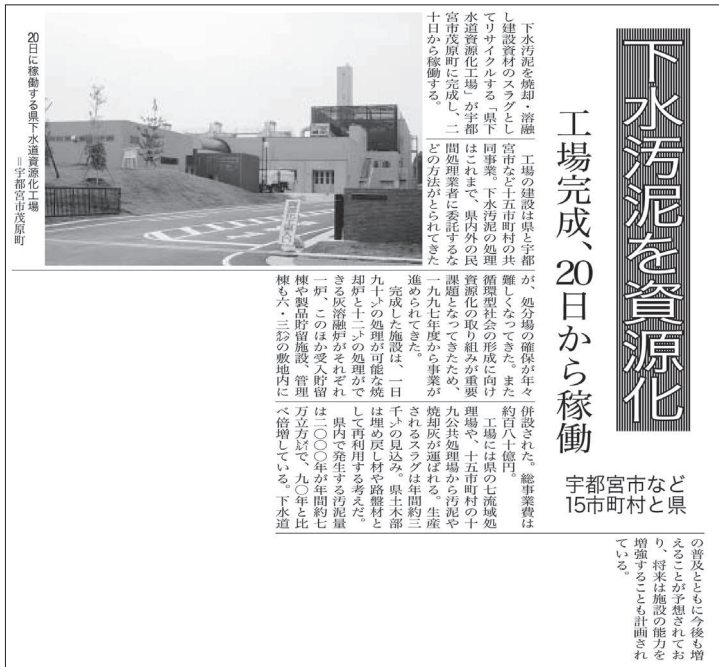 下水汚泥を資源化
工場完成、20日から稼働
宇都宮市など
15市町村と県
下水汚泥を焼却・溶融
し建設資材のスラグとし
てリサイクルする「県下
水道資源化工場」が宇都
宮市茂原町に完成し、二
十日から稼働する。
工場の建設は県と宇都
宮市など十五市町村の共
同事業。下水汚泥の処理
はこれまで、県内外の民
間処理業者に委託するな
どの方法がとられてきた
が、処分場の確保が年々
難しくなってきた。また
循環型社会の形成に向け
資源化の取り組みが重要
課題となってきたため、
一九九七年度から事業が
進められてきた。
完成した施設は、一日
九十㌧の処理が可能な焼
却炉と十二㌧の処理がで
きる灰溶融炉がそれぞれ
一炉、このほか受入貯留
棟や製品貯留施設、管理
棟も六・三㌶の敷地内に
併設された。総事業費は
約百八十億円。
工場には県の七流域処
理場や、十五市町村の十
九公共処理場から汚泥や
焼却灰が運ばれる。生産
されるスラグは年間約三
千㌧の見込み。県土木部
は埋め戻し材や路盤材と
して再利用する考えだ。
県内で発生する汚泥量
は二〇〇〇年が年間約七
万立方㍍で、九〇年と比
べ倍増している。下水道
の普及とともに今後も増
えることが予想されてお
り、将来は施設の能力を
増強することも計画され
ている。
20日に稼働する県下水道資源化工場
＝宇都宮市茂原町